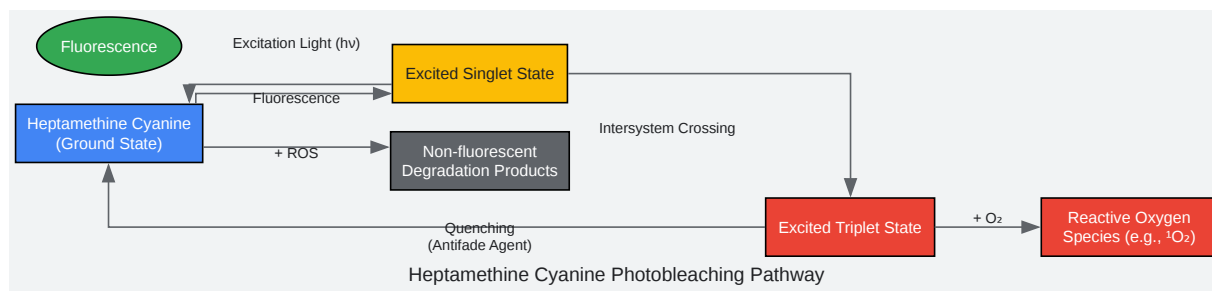 Fluorescence
Excitation Light (hν)
Excited Singlet State
Fluorescence
Heptamethine Cyanine
(Ground State)
+ ROS
Non-fluorescent
Degradation Products
Intersystem Crossing
Quenching
(Antifade Agent)
Excited Triplet State
+ O₂
Reactive Oxygen
Species (e.g., ¹O₂)
Heptamethine Cyanine Photobleaching Pathway